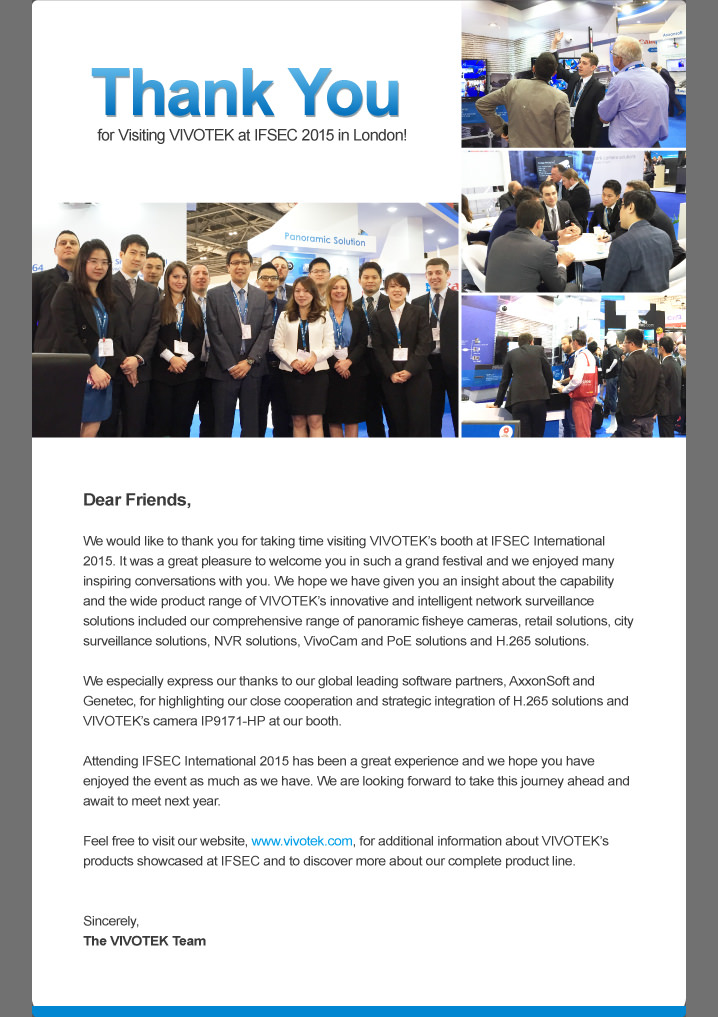 Thank You
for Visiting VIVOTEK at IFSEC 2015 in London!
Panoramic Solution
64
Dear Friends,
We would like to thank you for taking time visiting VIVOTEK's booth at IFSEC International
2015. It was a great pleasure to welcome you in such a grand festival and we enjoyed many
inspiring conversations with you. We hope we have given you an insight about the capability
and the wide product range of VIVOTEK's innovative and intelligent network surveillance
solutions included our comprehensive range of panoramic fisheye cameras, retail solutions, city
surveillance solutions, NVR solutions, VivoCam and PoE solutions and H.265 solutions.
We especially express our thanks to our global leading software partners, AxxonSoft and
Genetec, for highlighting our close cooperation and strategic integration of H.265 solutions and
VIVOTEK's camera IP9171-HP at our booth.
Attending IFSEC International 2015 has been a great experience and we hope you have
enjoyed the event as much as we have. We are looking forward to take this journey ahead and
await to meet next year.
Feel free to visit our website, www.vivotek.com, for additional information about VIVOTEK's
products showcased at IFSEC and to discover more about our complete product line.
Sincerely,
The VIVOTEK Team